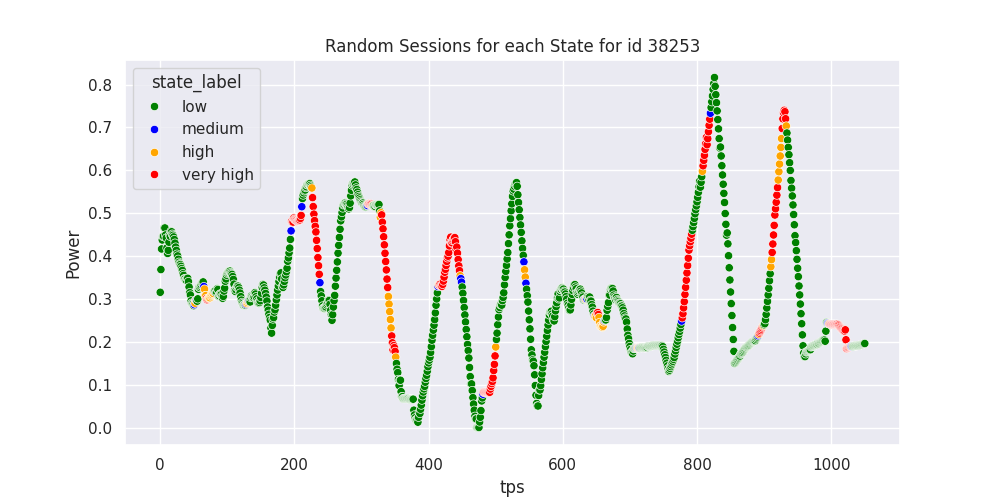 Random Sessions for each State for id 38253
state_label
low
medium
high
very high
Power
0.8
0.7
0.6
0.5
0.4
0.3
0.2
0.1
0.0
0 200 400 600 800 1000
tps